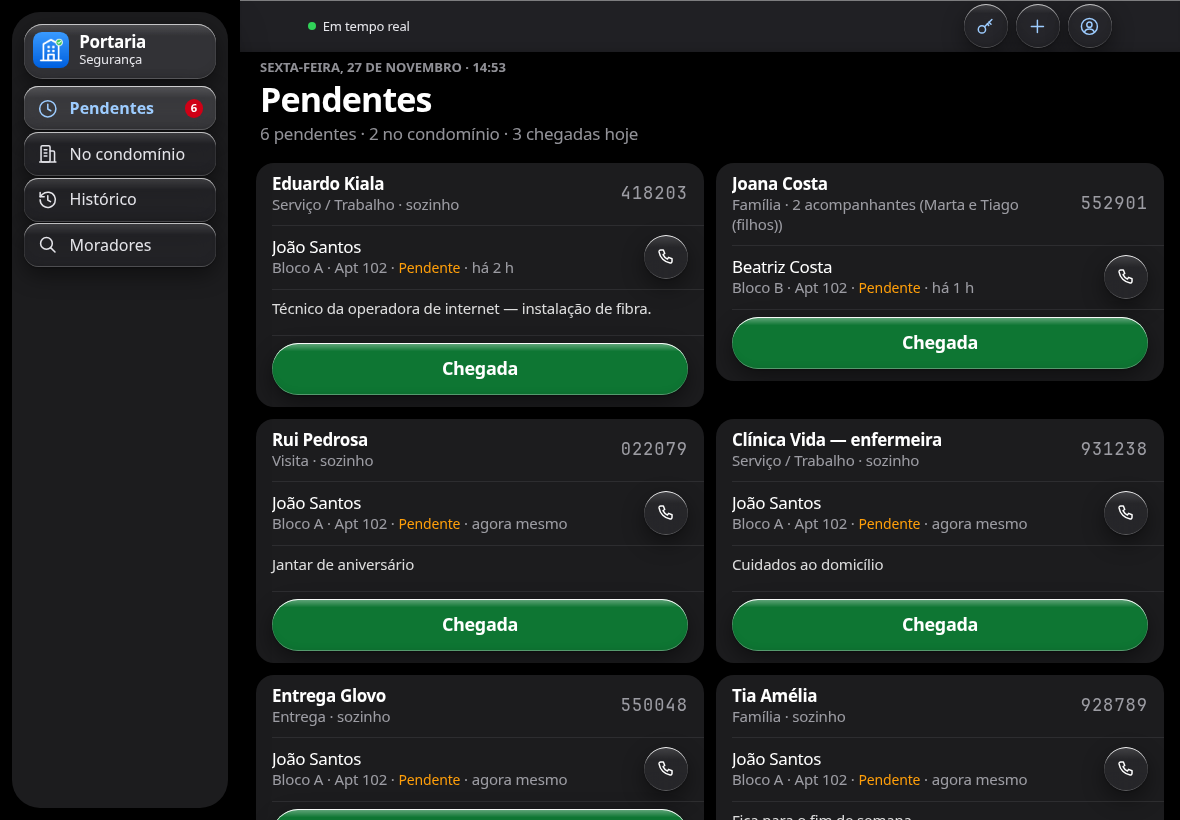 Portaria
Segurança
Pendentes
6
No condomínio
Histórico
Moradores
Em tempo real
SEXTA-FEIRA, 27 DE NOVEMBRO · 14:53
Pendentes
6 pendentes · 2 no condomínio · 3 chegadas hoje
Eduardo Kiala
Serviço / Trabalho · sozinho
418203
João Santos
Bloco A · Apt 102 · Pendente · há 2 h
Técnico da operadora de internet — instalação de fibra.
Chegada
Joana Costa
Família · 2 acompanhantes (Marta e Tiago
(filhos))
552901
Beatriz Costa
Bloco B · Apt 102 · Pendente · há 1 h
Chegada
Rui Pedrosa
Visita · sozinho
022079
João Santos
Bloco A · Apt 102 · Pendente · agora mesmo
Jantar de aniversário
Chegada
Clínica Vida — enfermeira
Serviço / Trabalho · sozinho
931238
João Santos
Bloco A · Apt 102 · Pendente · agora mesmo
Cuidados ao domicílio
Chegada
Entrega Glovo
Entrega · sozinho
550048
João Santos
Bloco A · Apt 102 · Pendente · agora mesmo
Tia Amélia
Família · sozinho
928789
João Santos
Bloco A · Apt 102 · Pendente · agora mesmo
Fica para o fim de semana